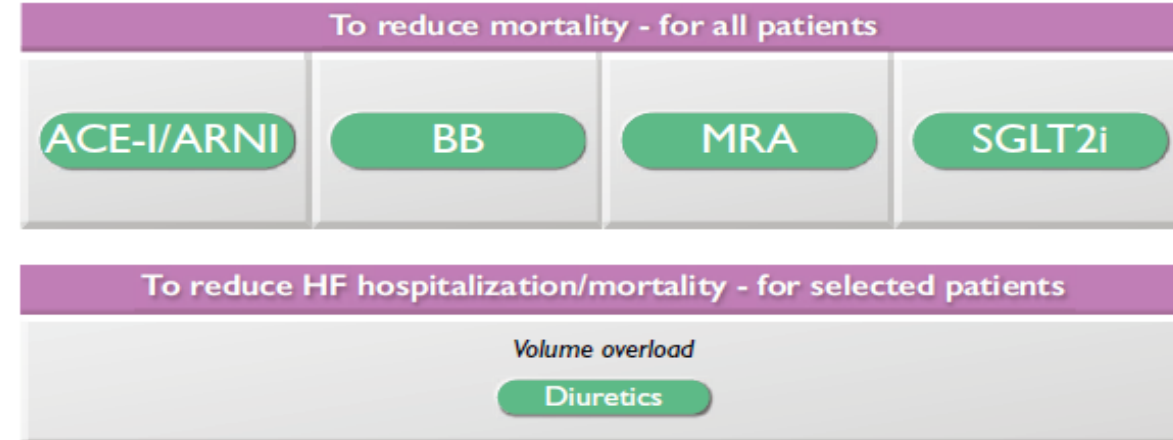 To reduce mortality - for all patients
ACE-I/ARNI BB MRA SGLT2i
To reduce HF hospitalization/mortality - for selected patients
Volume overload
Diuretics